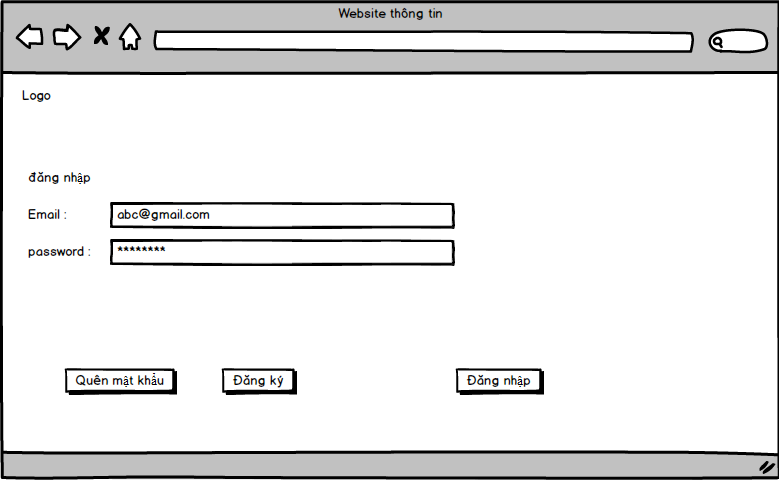 Website thông tin
Logo
đăng nhập
Email :
abc@gmail.com
password :
********
Quên mật khẩu
Đăng ký
Đăng nhập